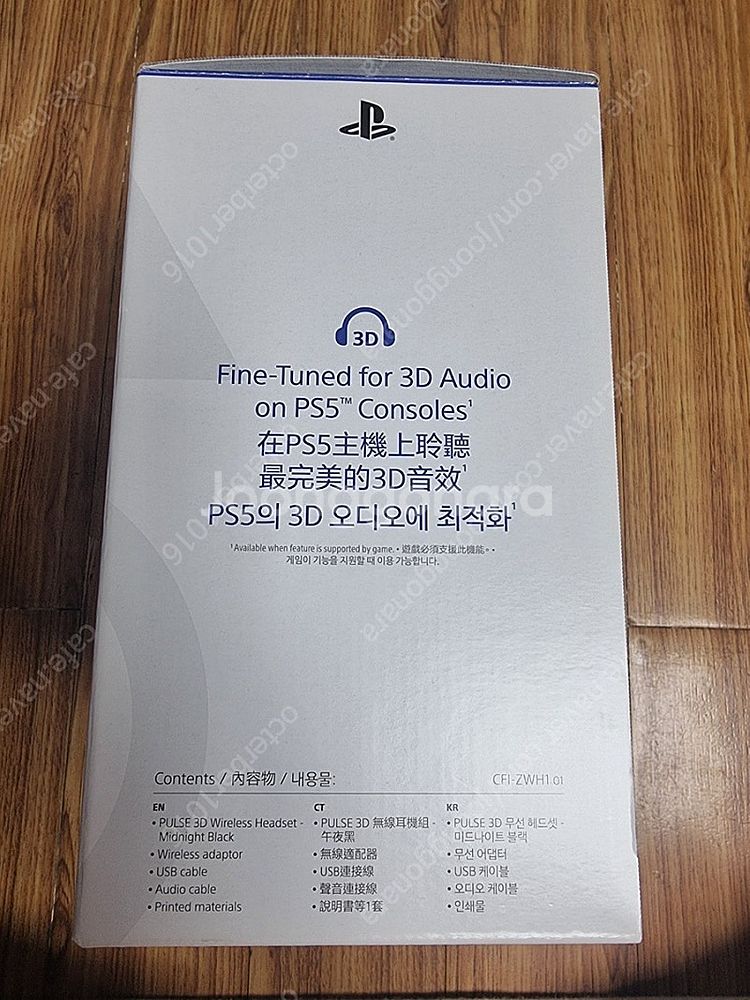 3D
Fine-Tuned for 3D Audio
on PS5™ Consoles¹
在PS5主機上聆聽
最完美的3D音效¹
Joonggonara
PS5의 3D 오디오에 최적화¹
¹Available when feature is supported by game. • 遊戲必須支援此機能。 •
게임이 기능을 지원할 때 이용 가능합니다.
Contents / 內容物 / 내용물:
CFI-ZWH1 01
EN
• PULSE 3D Wireless Headset -
Midnight Black
• Wireless adaptor
• USB cable
• Audio cable
• Printed materials
CT
• PULSE 3D 無線耳機組 -
午夜黑
• 無線適配器
• USB連接線
• 聲音連接線
• 說明書等1套
KR
• PULSE 3D 무선 헤드셋 -
미드나이트 블랙
• 무선 어댑터
• USB 케이블
• 오디오 케이블
• 인쇄물
cafe.naver.com/joonggonara
octerber1016